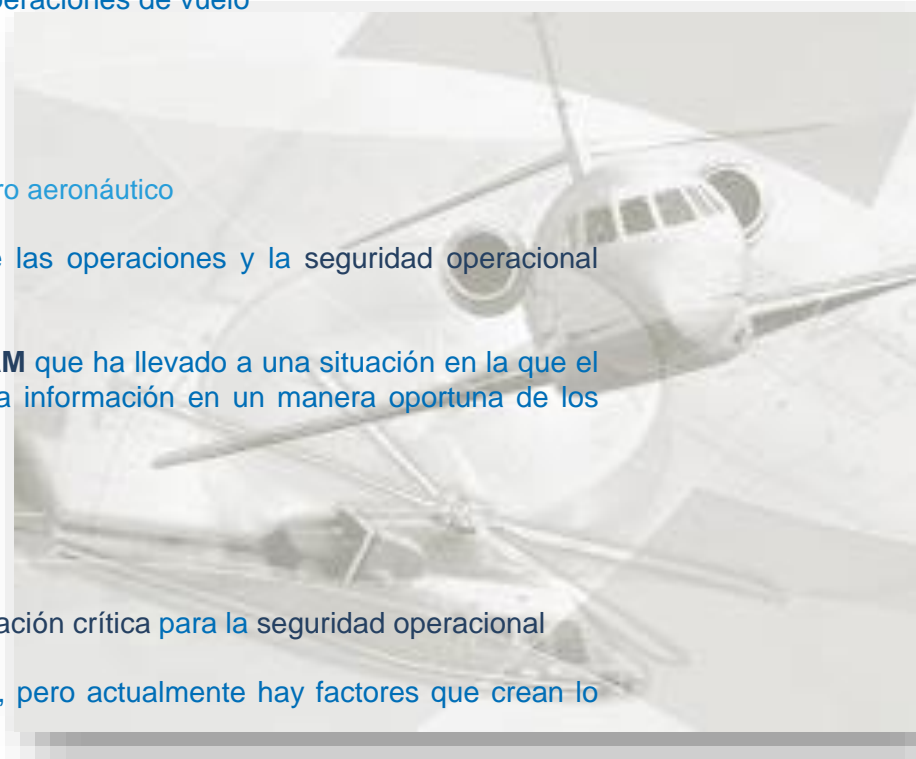 peraciones de vuelo
ro aeronáutico
las operaciones y la seguridad operacional
M que ha llevado a una situación en la que el
a información en un manera oportuna de los
ación crítica para la seguridad operacional
, pero actualmente hay factores que crean lo